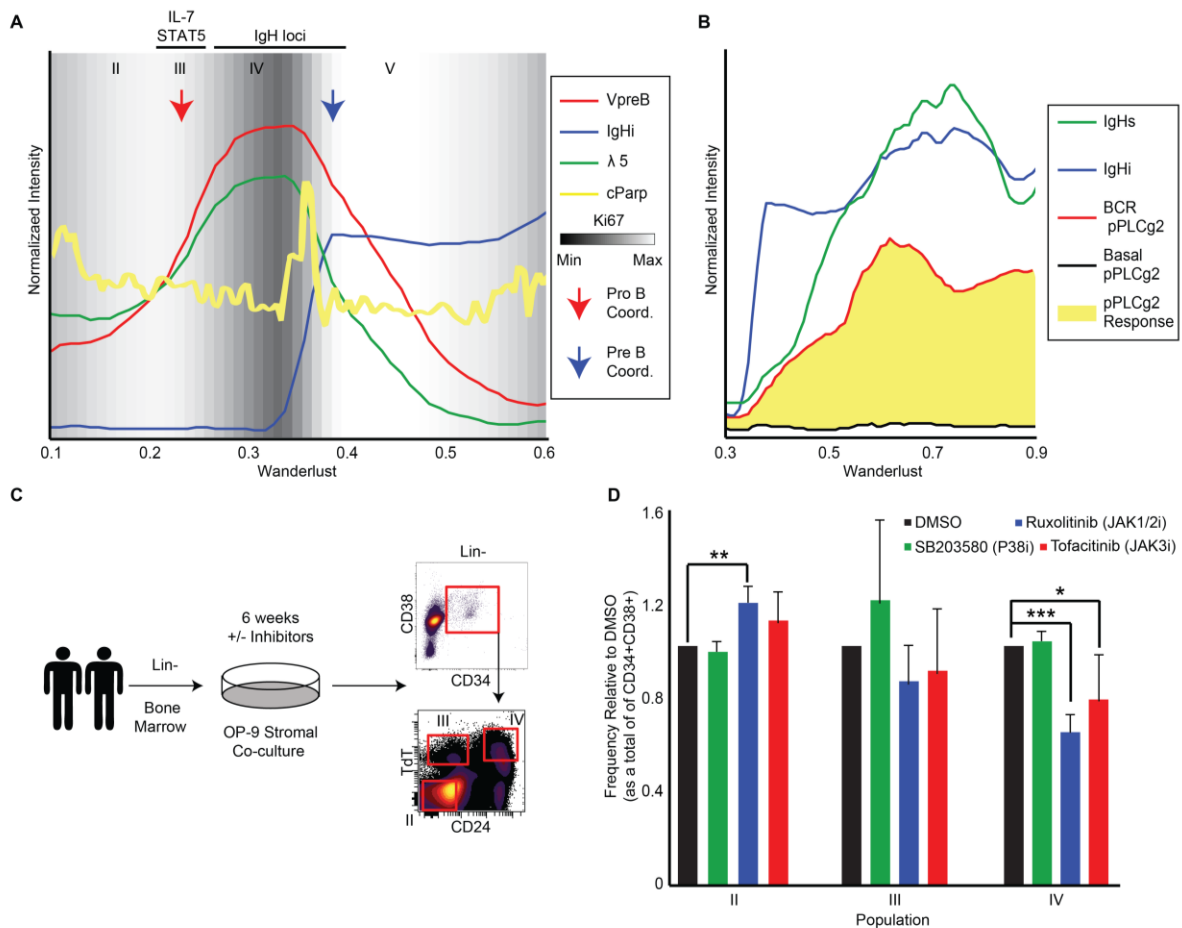 A
IL-7
STAT5
IgH loci
II
III
IV
V
Normalizaed Intensity
0.1
0.2
0.3
0.4
0.5
0.6
Wanderlust
VpreB
IgHi
λ 5
cParp
Ki67
Min
Max
Pro B
Coord.
Pre B
Coord.
B
Normalized Intensity
0.3
0.5
0.7
0.9
Wanderlust
IgHs
IgHi
BCR
pPLCg2
Basal
pPLCg2
pPLCg2
Response
C
Lin-
Bone
Marrow
6 weeks
+/- Inhibitors
OP-9 Stromal
Co-culture
Lin-
CD38
CD34
III
IV
TdT
II
CD24
D
DMSO
Ruxolitinib (JAK1/2i)
SB203580 (P38i)
Tofacitinib (JAK3i)
Frequency Relative to DMSO
(as a total of of CD34+CD38+)
1.6
1.2
0.8
0.4
0
**
*
***
II
III
IV
Population